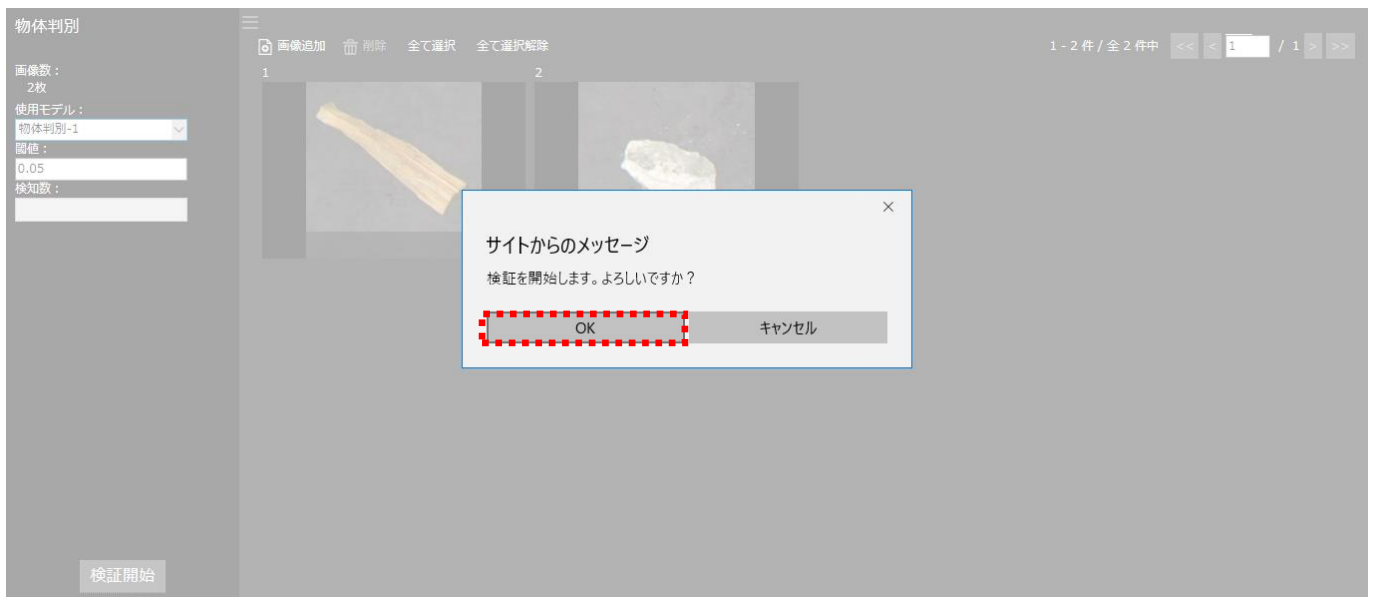 物体判別
画像数：
2枚
使用モデル：
物体判別-1
閾値：
0.05
検知数：
検証開始
画像追加 削除 全て選択 全て選択解除
1 - 2 件 / 全 2 件中 << < 1 / 1 > >>
1 2
サイトからのメッセージ
検証を開始します。よろしいですか？
OK キャンセル